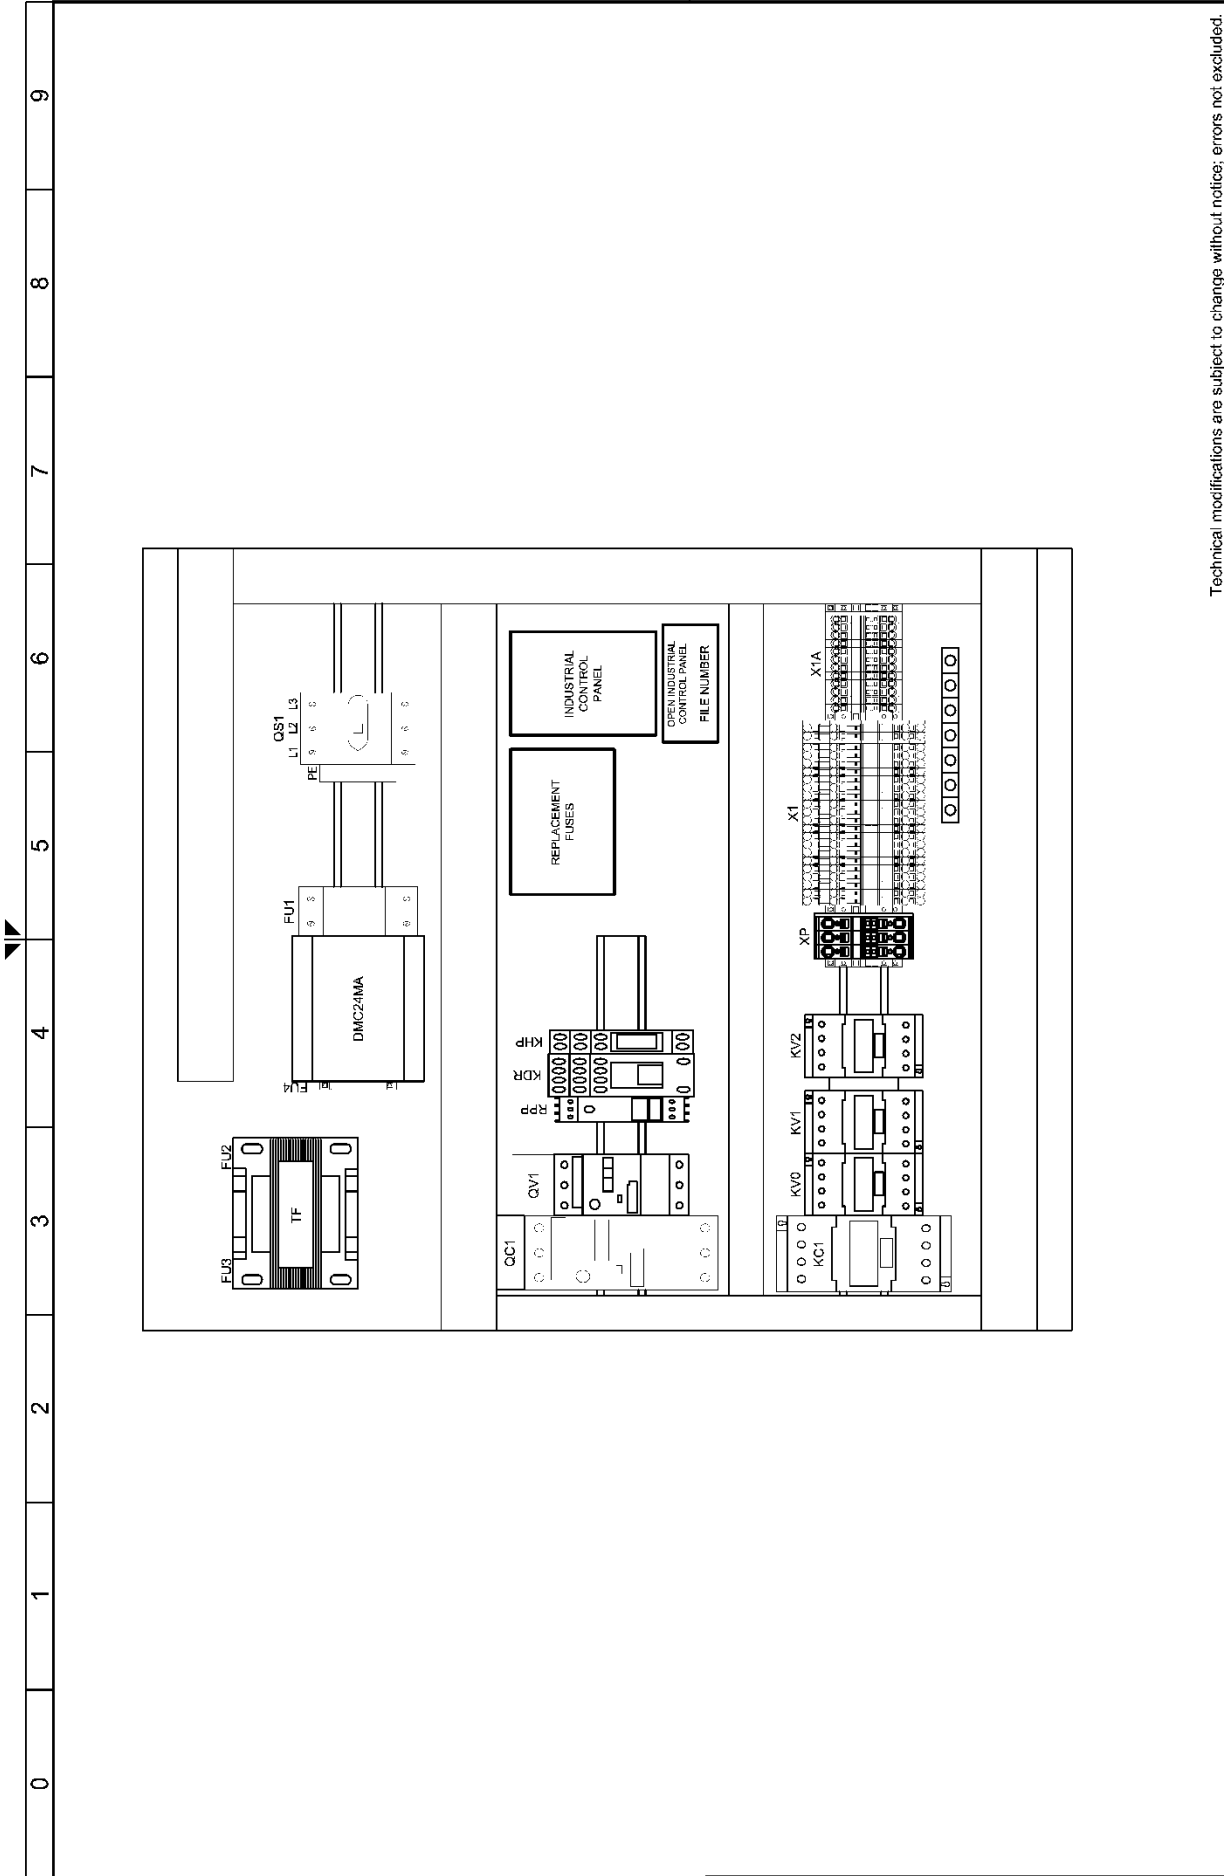 0
1
2
3
4
5
6
7
8
9
FU3
FU2
TF
FU4
DMC24MA
FU1
PE
QS1
L1 L2 L3
QC1
QV1
RPP
KDR
KHP
REPLACEMENT
FUSES
INDUSTRIAL
CONTROL
PANEL
OPEN INDUSTRIAL
CONTROL PANEL
FILE NUMBER
KC1
KV0
KV1
KV2
XP
X1
X1A
Technical modifications are subject to change without notice; errors not excluded.